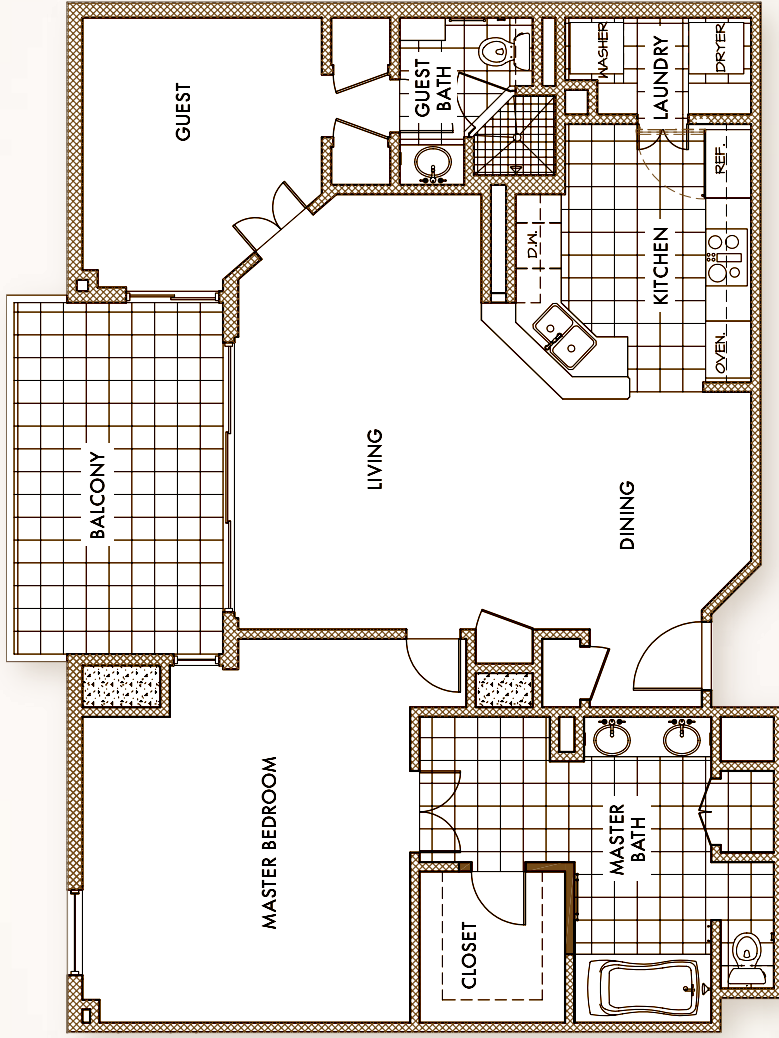 WASHER
DRYER
LAUNDRY
GUEST
BATH
GUEST
REF.
D.W.
KITCHEN
OVEN.
LIVING
BALCONY
DINING
MASTER BEDROOM
MASTER
BATH
CLOSET